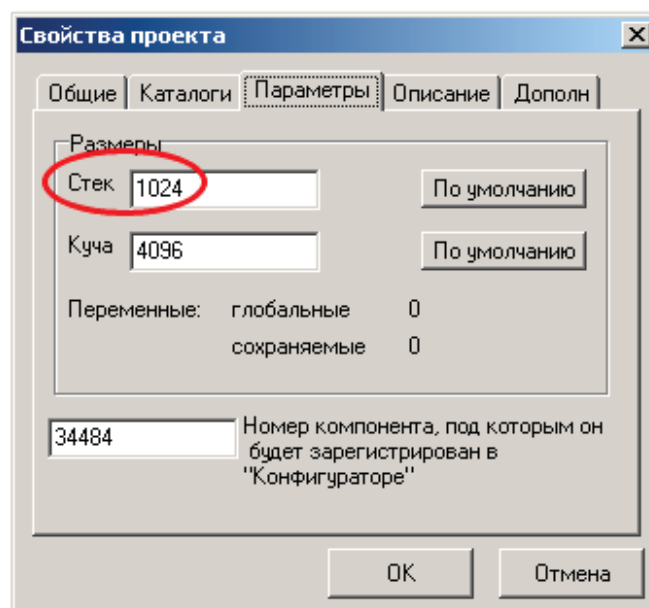 Свойства проекта
Общие Каталоги Параметры Описание Дополн
Размеры
Стек 1024 По умолчанию
Куча 4096 По умолчанию
Переменные: глобальные 0
сохраняемые 0
34484 Номер компонента, под которым он
будет зарегистрирован в
"Конфигураторе"
OK Отмена